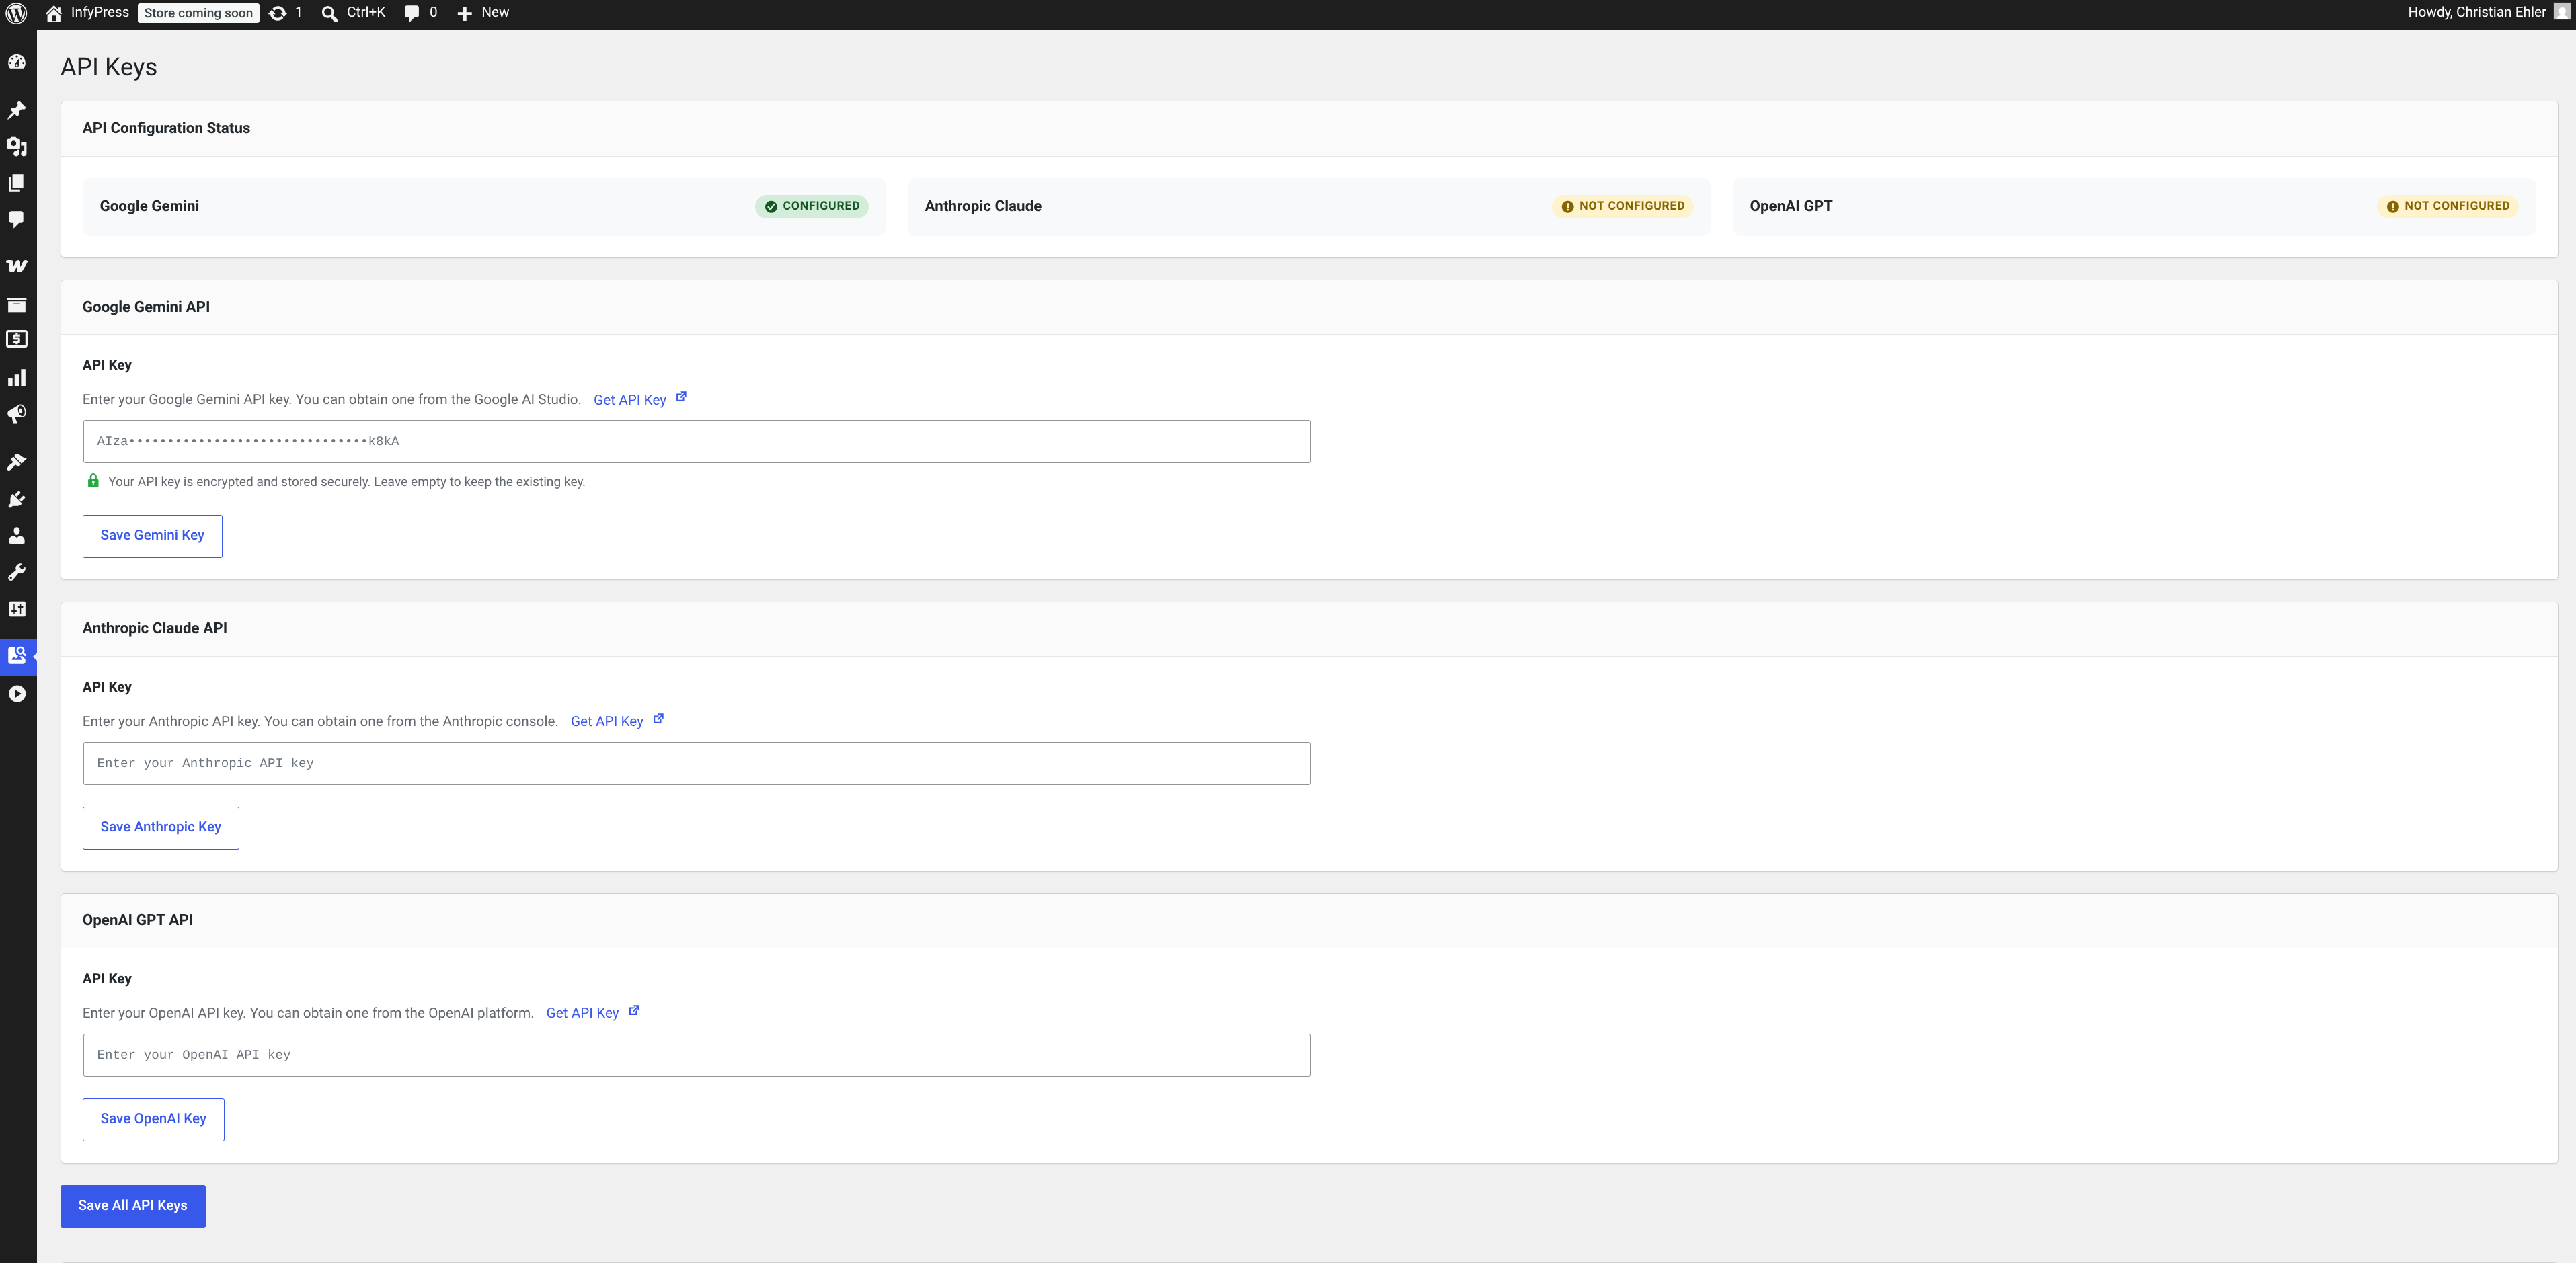 InfyPress Store coming soon 1 Ctrl+K 0 New Howdy, Christian Ehler
API Keys
API Configuration Status
Google Gemini CONFIGURED Anthropic Claude NOT CONFIGURED OpenAI GPT NOT CONFIGURED
Google Gemini API
API Key
Enter your Google Gemini API key. You can obtain one from the Google AI Studio. Get API Key
AIza•••••••••••••••••••••••••••••••k8kA
Your API key is encrypted and stored securely. Leave empty to keep the existing key.
Save Gemini Key
Anthropic Claude API
API Key
Enter your Anthropic API key. You can obtain one from the Anthropic console. Get API Key
Enter your Anthropic API key
Save Anthropic Key
OpenAI GPT API
API Key
Enter your OpenAI API key. You can obtain one from the OpenAI platform. Get API Key
Enter your OpenAI API key
Save OpenAI Key
Save All API Keys